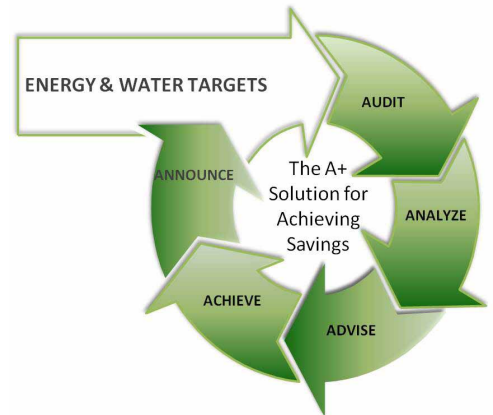 ENERGY & WATER TARGETS
AUDIT
ANALYZE
ADVISE
ACHIEVE
ANNOUNCE
The A+
Solution for
Achieving
Savings